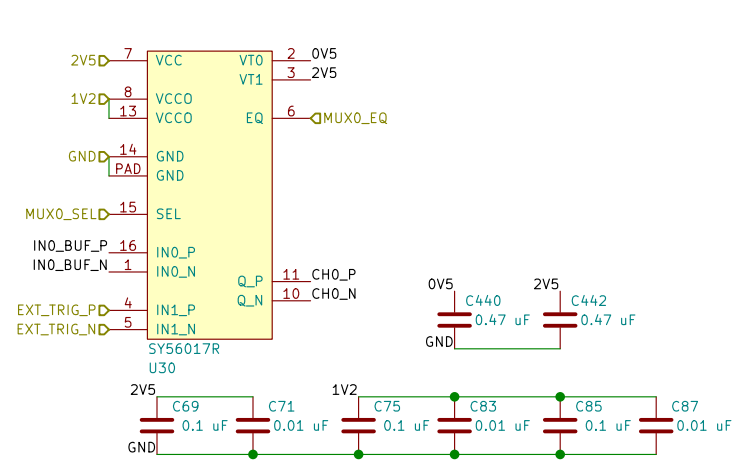 2V5 7 VCC VT0 2 0V5
VT1 3 2V5
1V2 8 VCCO
13 VCCO EQ 6 MUX0_EQ
GND 14 GND
PAD GND
MUX0_SEL 15 SEL
IN0_BUF_P 16 IN0_P
IN0_BUF_N 1 IN0_N
Q_P 11 CH0_P
Q_N 10 CH0_N
EXT_TRIG_P 4 IN1_P
EXT_TRIG_N 5 IN1_N
SY56017R
U30
0V5 C440 2V5 C442
0.47 uF 0.47 uF
GND
2V5 C69 C71 1V2 C75 C83 C85 C87
0.1 uF 0.01 uF 0.1 uF 0.01 uF 0.1 uF 0.01 uF
GND